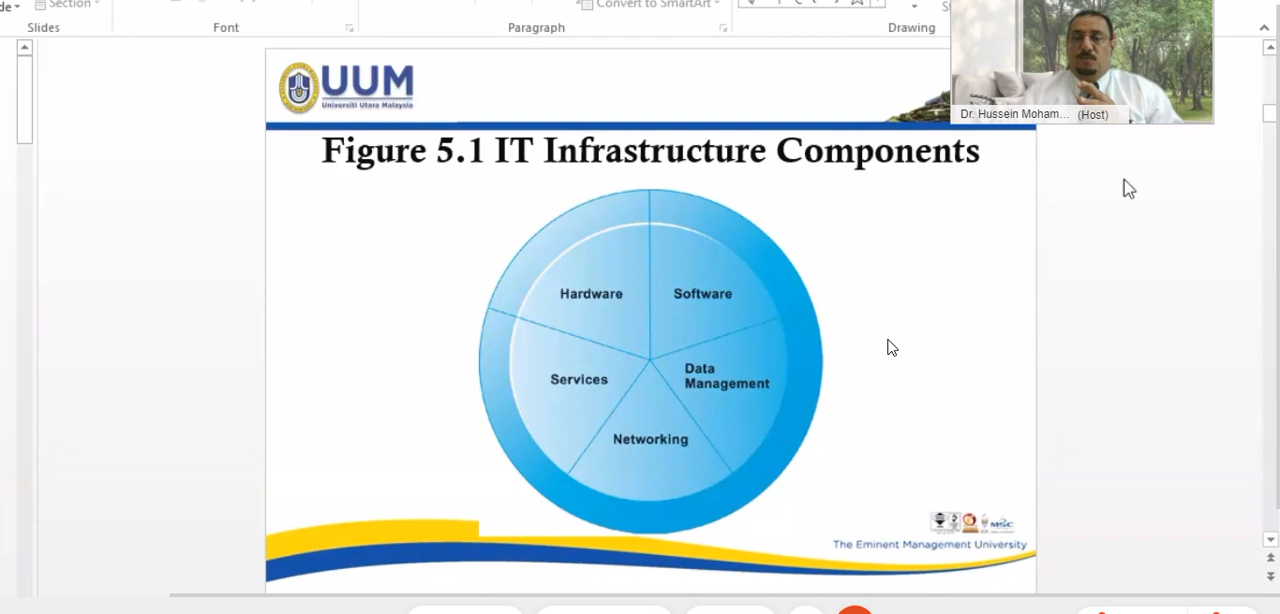 Section
Convert to SmartArt
Slides
Font
Paragraph
Drawing
UUM
Universiti Utara Malaysia
Dr. Hussein Moham... (Host)
Figure 5.1 IT Infrastructure Components
Hardware
Software
Services
Data
Management
Networking
MSC
The Eminent Management University